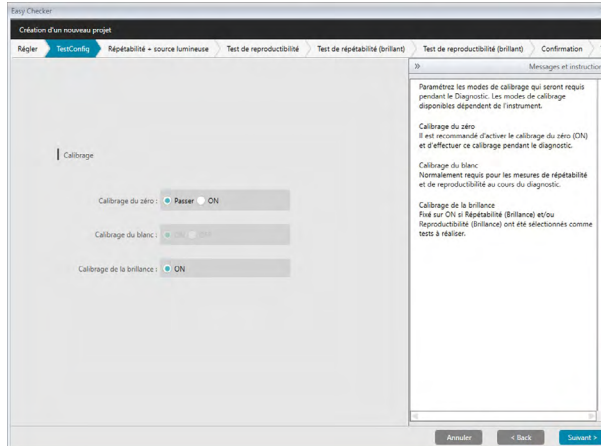 Easy Checker
Création d'un nouveau projet
Régler TestConfig Répétabilité + source lumineuse Test de reproductibilité Test de répétabilité (brillant) Test de reproductibilité (brillant) Confirmation
» Messages et instruction
Paramétrez les modes de calibrage qui seront requis
pendant le Diagnostic. Les modes de calibrage
disponibles dépendent de l'instrument.
Calibrage du zéro
Il est recommandé d'activer le calibrage du zéro (ON)
et d'effectuer ce calibrage pendant le diagnostic.
Calibrage du blanc
Normalement requis pour les mesures de répétabilité
et de reproductibilité au cours du diagnostic.
Calibrage de la brillance
Fixé sur ON si Répétabilité (Brillance) et/ou
Reproductibilité (Brillance) ont été sélectionnés comme
tests à réaliser.
Calibrage
Calibrage du zéro : Passer ON
Calibrage du blanc : ON
Calibrage de la brillance : ON
Annuler < Back Suivant >